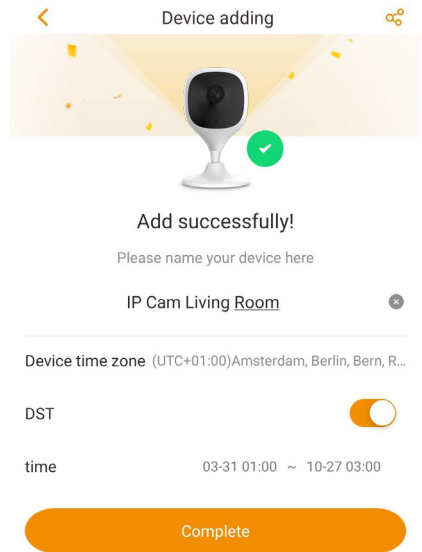 Device adding
Add successfully!
Please name your device here
IP Cam Living Room
Device time zone (UTC+01:00)Amsterdam, Berlin, Bern, R...
DST
time 03-31 01:00 ~ 10-27 03:00
Complete